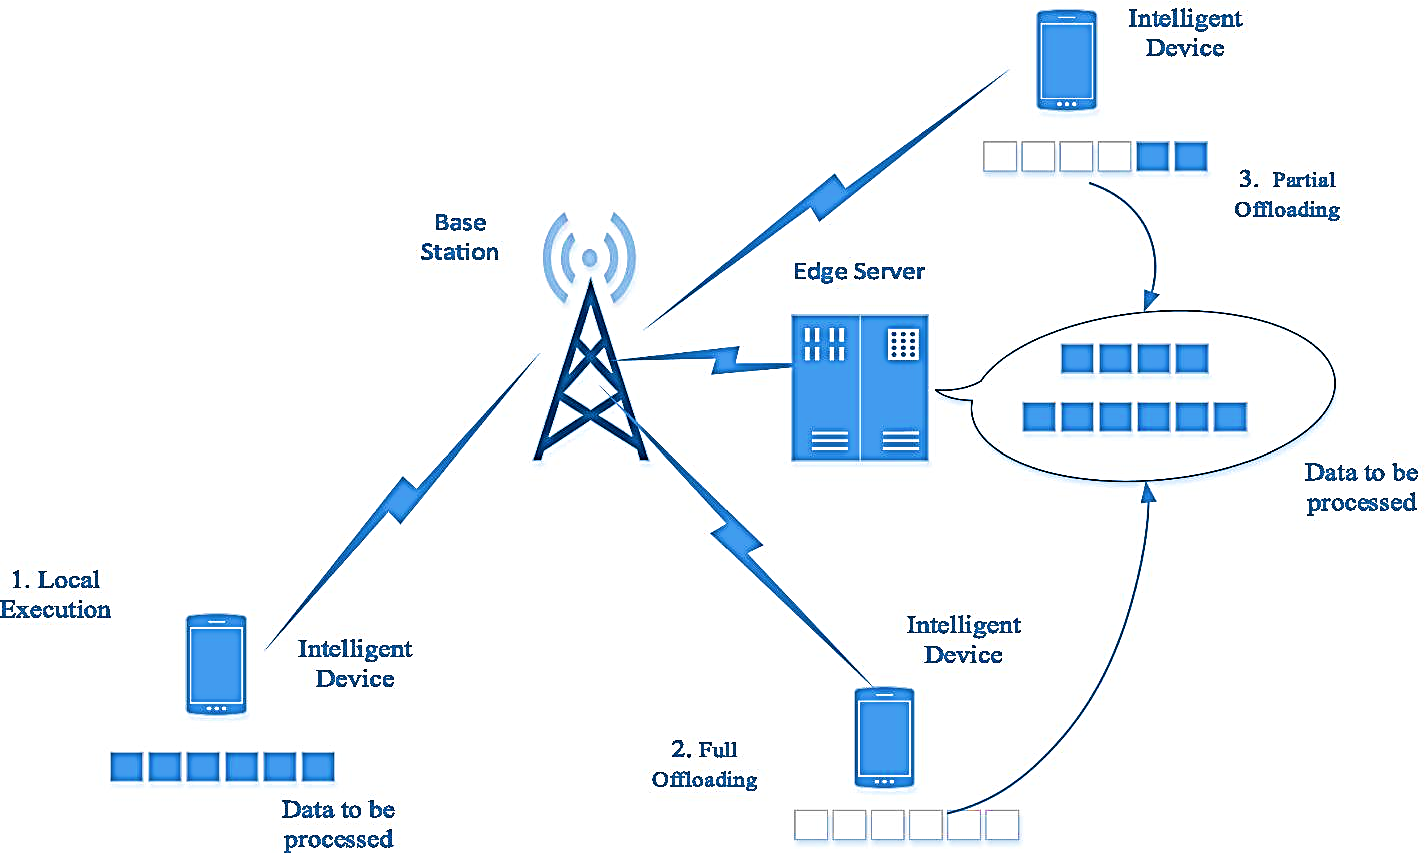 Intelligent
Device
3. Partial
Offloading
Base
Station
Edge Server
Data to be
processed
1. Local
Execution
Intelligent
Device
Intelligent
Device
2. Full
Offloading
Data to be
processed